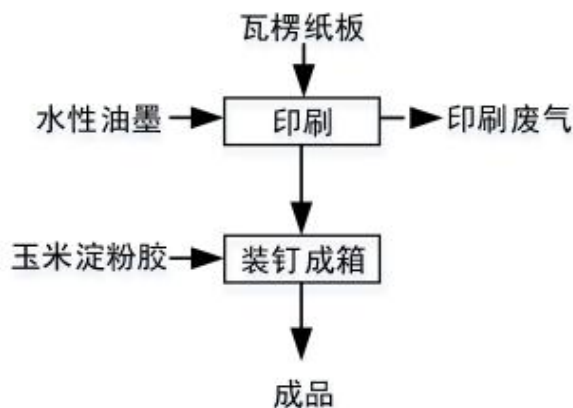 瓦楞纸板
水性油墨
印刷
印刷废气
玉米淀粉胶
装钉成箱
成品